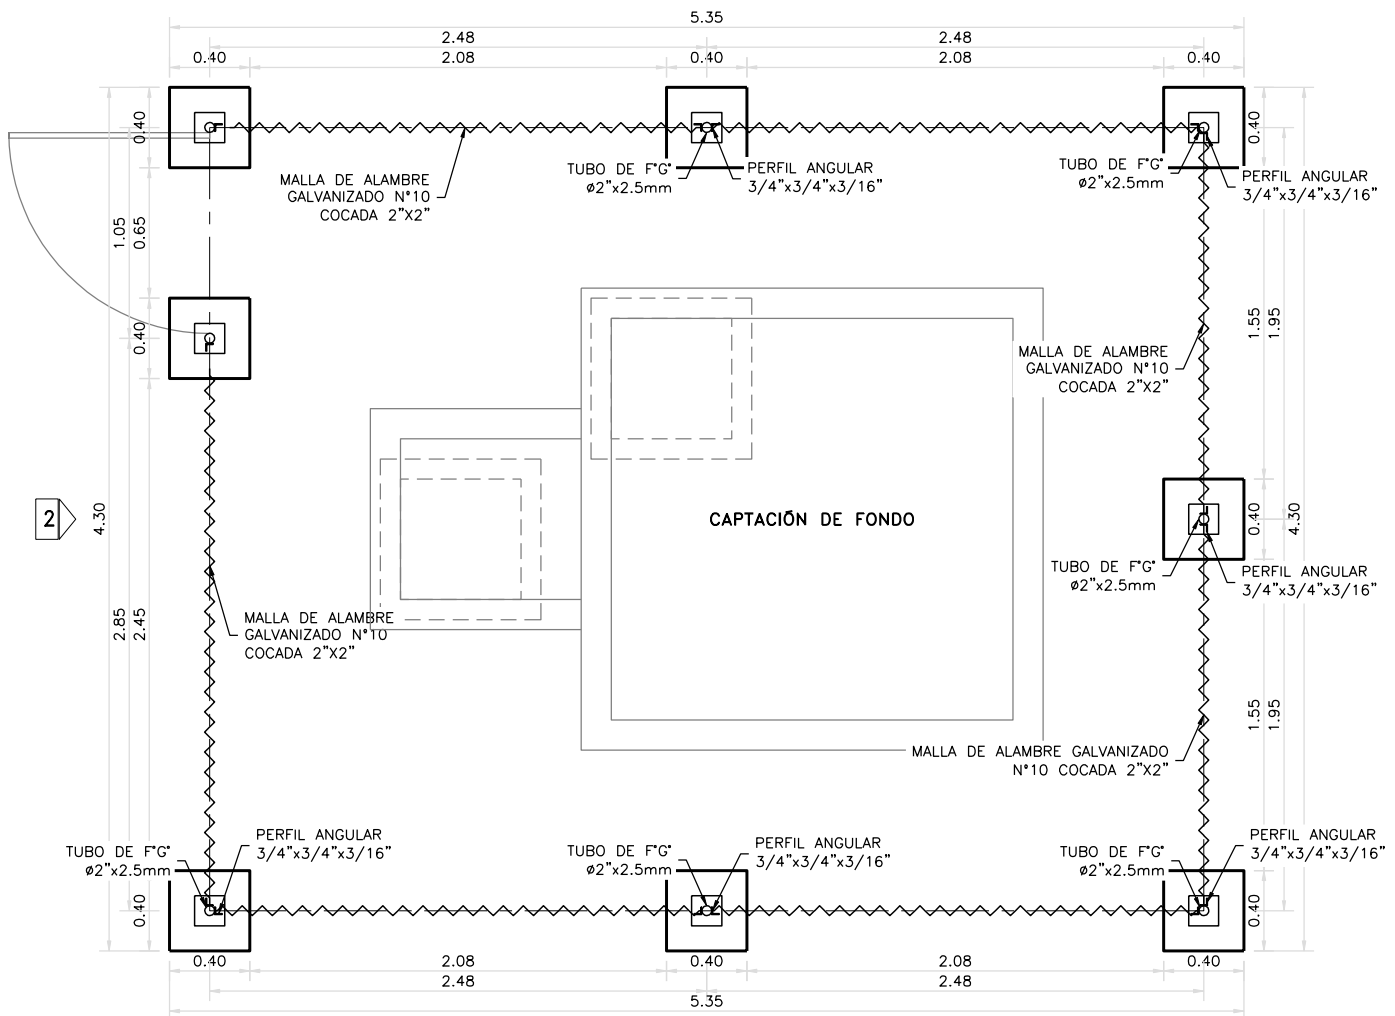 5.35
2.48
2.48
0.40
2.08
0.40
2.08
0.40
0.40
0.65
1.05
0.40
4.30
2.85
2.45
0.40
2
MALLA DE ALAMBRE
GALVANIZADO N°10
COCADA 2"X2"
TUBO DE F°G°
ø2"x2.5mm
PERFIL ANGULAR
3/4"x3/4"x3/16"
TUBO DE F°G°
ø2"x2.5mm
PERFIL ANGULAR
3/4"x3/4"x3/16"
0.40
1.55
1.95
MALLA DE ALAMBRE
GALVANIZADO N°10
COCADA 2"X2"
CAPTACIÓN DE FONDO
0.40
4.30
TUBO DE F°G°
ø2"x2.5mm
PERFIL ANGULAR
3/4"x3/4"x3/16"
MALLA DE ALAMBRE
GALVANIZADO N°10
COCADA 2"X2"
1.55
1.95
MALLA DE ALAMBRE GALVANIZADO
N°10 COCADA 2"X2"
TUBO DE F°G°
ø2"x2.5mm
PERFIL ANGULAR
3/4"x3/4"x3/16"
TUBO DE F°G°
ø2"x2.5mm
PERFIL ANGULAR
3/4"x3/4"x3/16"
TUBO DE F°G°
ø2"x2.5mm
PERFIL ANGULAR
3/4"x3/4"x3/16"
0.40
0.40
2.08
0.40
2.08
0.40
2.48
2.48
5.35